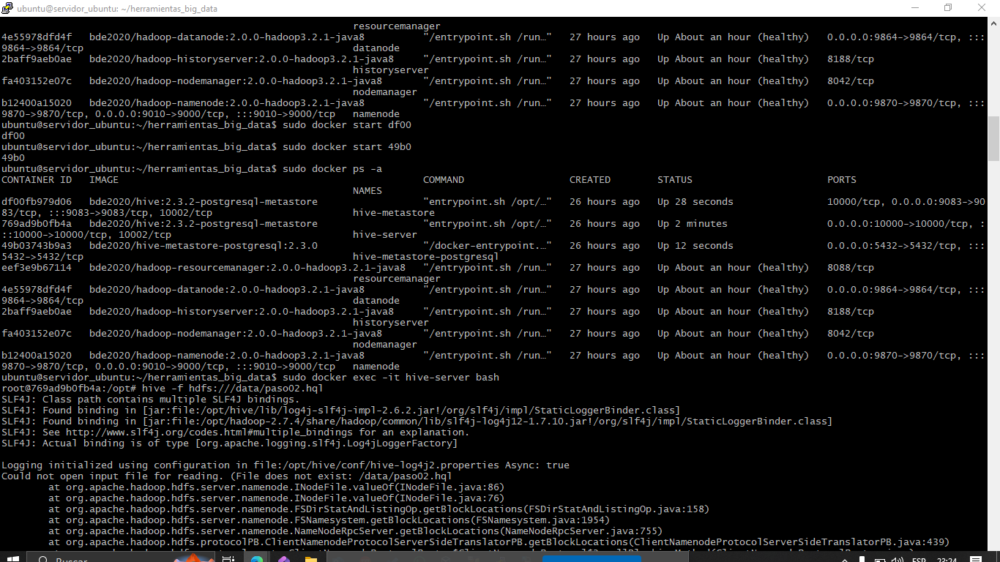 ubuntu@servidor_ubuntu: ~/herramientas_big_data
resourcemanager
4e55978dfd4f   bde2020/hadoop-datanode:2.0.0-hadoop3.2.1-java8          "/entrypoint.sh /run…"   27 hours ago   Up About an hour (healthy)   0.0.0.0:9864->9864/tcp, :::
9864->9864/tcp                                              datanode
2baff9aeb0ae   bde2020/hadoop-historyserver:2.0.0-hadoop3.2.1-java8     "/entrypoint.sh /run…"   27 hours ago   Up About an hour (healthy)   8188/tcp
historyserver
fa403152e07c   bde2020/hadoop-nodemanager:2.0.0-hadoop3.2.1-java8       "/entrypoint.sh /run…"   27 hours ago   Up About an hour (healthy)   8042/tcp
nodemanager
b12400a15020   bde2020/hadoop-namenode:2.0.0-hadoop3.2.1-java8          "/entrypoint.sh /run…"   27 hours ago   Up About an hour (healthy)   0.0.0.0:9870->9870/tcp, :::
9870->9870/tcp, 0.0.0.0:9010->9000/tcp, :::9010->9000/tcp   namenode
ubuntu@servidor_ubuntu:~/herramientas_big_data$ sudo docker start df00
df00
ubuntu@servidor_ubuntu:~/herramientas_big_data$ sudo docker start 49b0
49b0
ubuntu@servidor_ubuntu:~/herramientas_big_data$ sudo docker ps -a
CONTAINER ID   IMAGE                                                    COMMAND                  CREATED        STATUS                       PORTS
NAMES
df00fb979d06   bde2020/hive:2.3.2-postgresql-metastore                  "entrypoint.sh /opt/…"   26 hours ago   Up 28 seconds                10000/tcp, 0.0.0.0:9083->90
83/tcp, :::9083->9083/tcp, 10002/tcp                        hive-metastore
769ad9b0fb4a   bde2020/hive:2.3.2-postgresql-metastore                  "entrypoint.sh /opt/…"   26 hours ago   Up 2 minutes                 0.0.0.0:10000->10000/tcp, :
::10000->10000/tcp, 10002/tcp                               hive-server
49b03743b9a3   bde2020/hive-metastore-postgresql:2.3.0                  "/docker-entrypoint.…"   26 hours ago   Up 12 seconds                0.0.0.0:5432->5432/tcp, :::
5432->5432/tcp                                              hive-metastore-postgresql
eef3e9b67114   bde2020/hadoop-resourcemanager:2.0.0-hadoop3.2.1-java8   "/entrypoint.sh /run…"   27 hours ago   Up About an hour (healthy)   8088/tcp
resourcemanager
4e55978dfd4f   bde2020/hadoop-datanode:2.0.0-hadoop3.2.1-java8          "/entrypoint.sh /run…"   27 hours ago   Up About an hour (healthy)   0.0.0.0:9864->9864/tcp, :::
9864->9864/tcp                                              datanode
2baff9aeb0ae   bde2020/hadoop-historyserver:2.0.0-hadoop3.2.1-java8     "/entrypoint.sh /run…"   27 hours ago   Up About an hour (healthy)   8188/tcp
historyserver
fa403152e07c   bde2020/hadoop-nodemanager:2.0.0-hadoop3.2.1-java8       "/entrypoint.sh /run…"   27 hours ago   Up About an hour (healthy)   8042/tcp
nodemanager
b12400a15020   bde2020/hadoop-namenode:2.0.0-hadoop3.2.1-java8          "/entrypoint.sh /run…"   27 hours ago   Up About an hour (healthy)   0.0.0.0:9870->9870/tcp, :::
9870->9870/tcp, 0.0.0.0:9010->9000/tcp, :::9010->9000/tcp   namenode
ubuntu@servidor_ubuntu:~/herramientas_big_data$ sudo docker exec -it hive-server bash
root@769ad9b0fb4a:/opt# hive -f hdfs:///data/paso02.hql
SLF4J: Class path contains multiple SLF4J bindings.
SLF4J: Found binding in [jar:file:/opt/hive/lib/log4j-slf4j-impl-2.6.2.jar!/org/slf4j/impl/StaticLoggerBinder.class]
SLF4J: Found binding in [jar:file:/opt/hadoop-2.7.4/share/hadoop/common/lib/slf4j-log4j12-1.7.10.jar!/org/slf4j/impl/StaticLoggerBinder.class]
SLF4J: See http://www.slf4j.org/codes.html#multiple_bindings for an explanation.
SLF4J: Actual binding is of type [org.apache.logging.slf4j.Log4jLoggerFactory]
Logging initialized using configuration in file:/opt/hive/conf/hive-log4j2.properties Async: true
Could not open input file for reading. (File does not exist: /data/paso02.hql
at org.apache.hadoop.hdfs.server.namenode.INodeFile.valueOf(INodeFile.java:86)
at org.apache.hadoop.hdfs.server.namenode.INodeFile.valueOf(INodeFile.java:76)
at org.apache.hadoop.hdfs.server.namenode.FSDirStatAndListingOp.getBlockLocations(FSDirStatAndListingOp.java:158)
at org.apache.hadoop.hdfs.server.namenode.FSNamesystem.getBlockLocations(FSNamesystem.java:1954)
at org.apache.hadoop.hdfs.server.namenode.NameNodeRpcServer.getBlockLocations(NameNodeRpcServer.java:755)
at org.apache.hadoop.hdfs.protocolPB.ClientNamenodeProtocolServerSideTranslatorPB.getBlockLocations(ClientNamenodeProtocolServerSideTranslatorPB.java:439)
Buscar
ESP
23:24